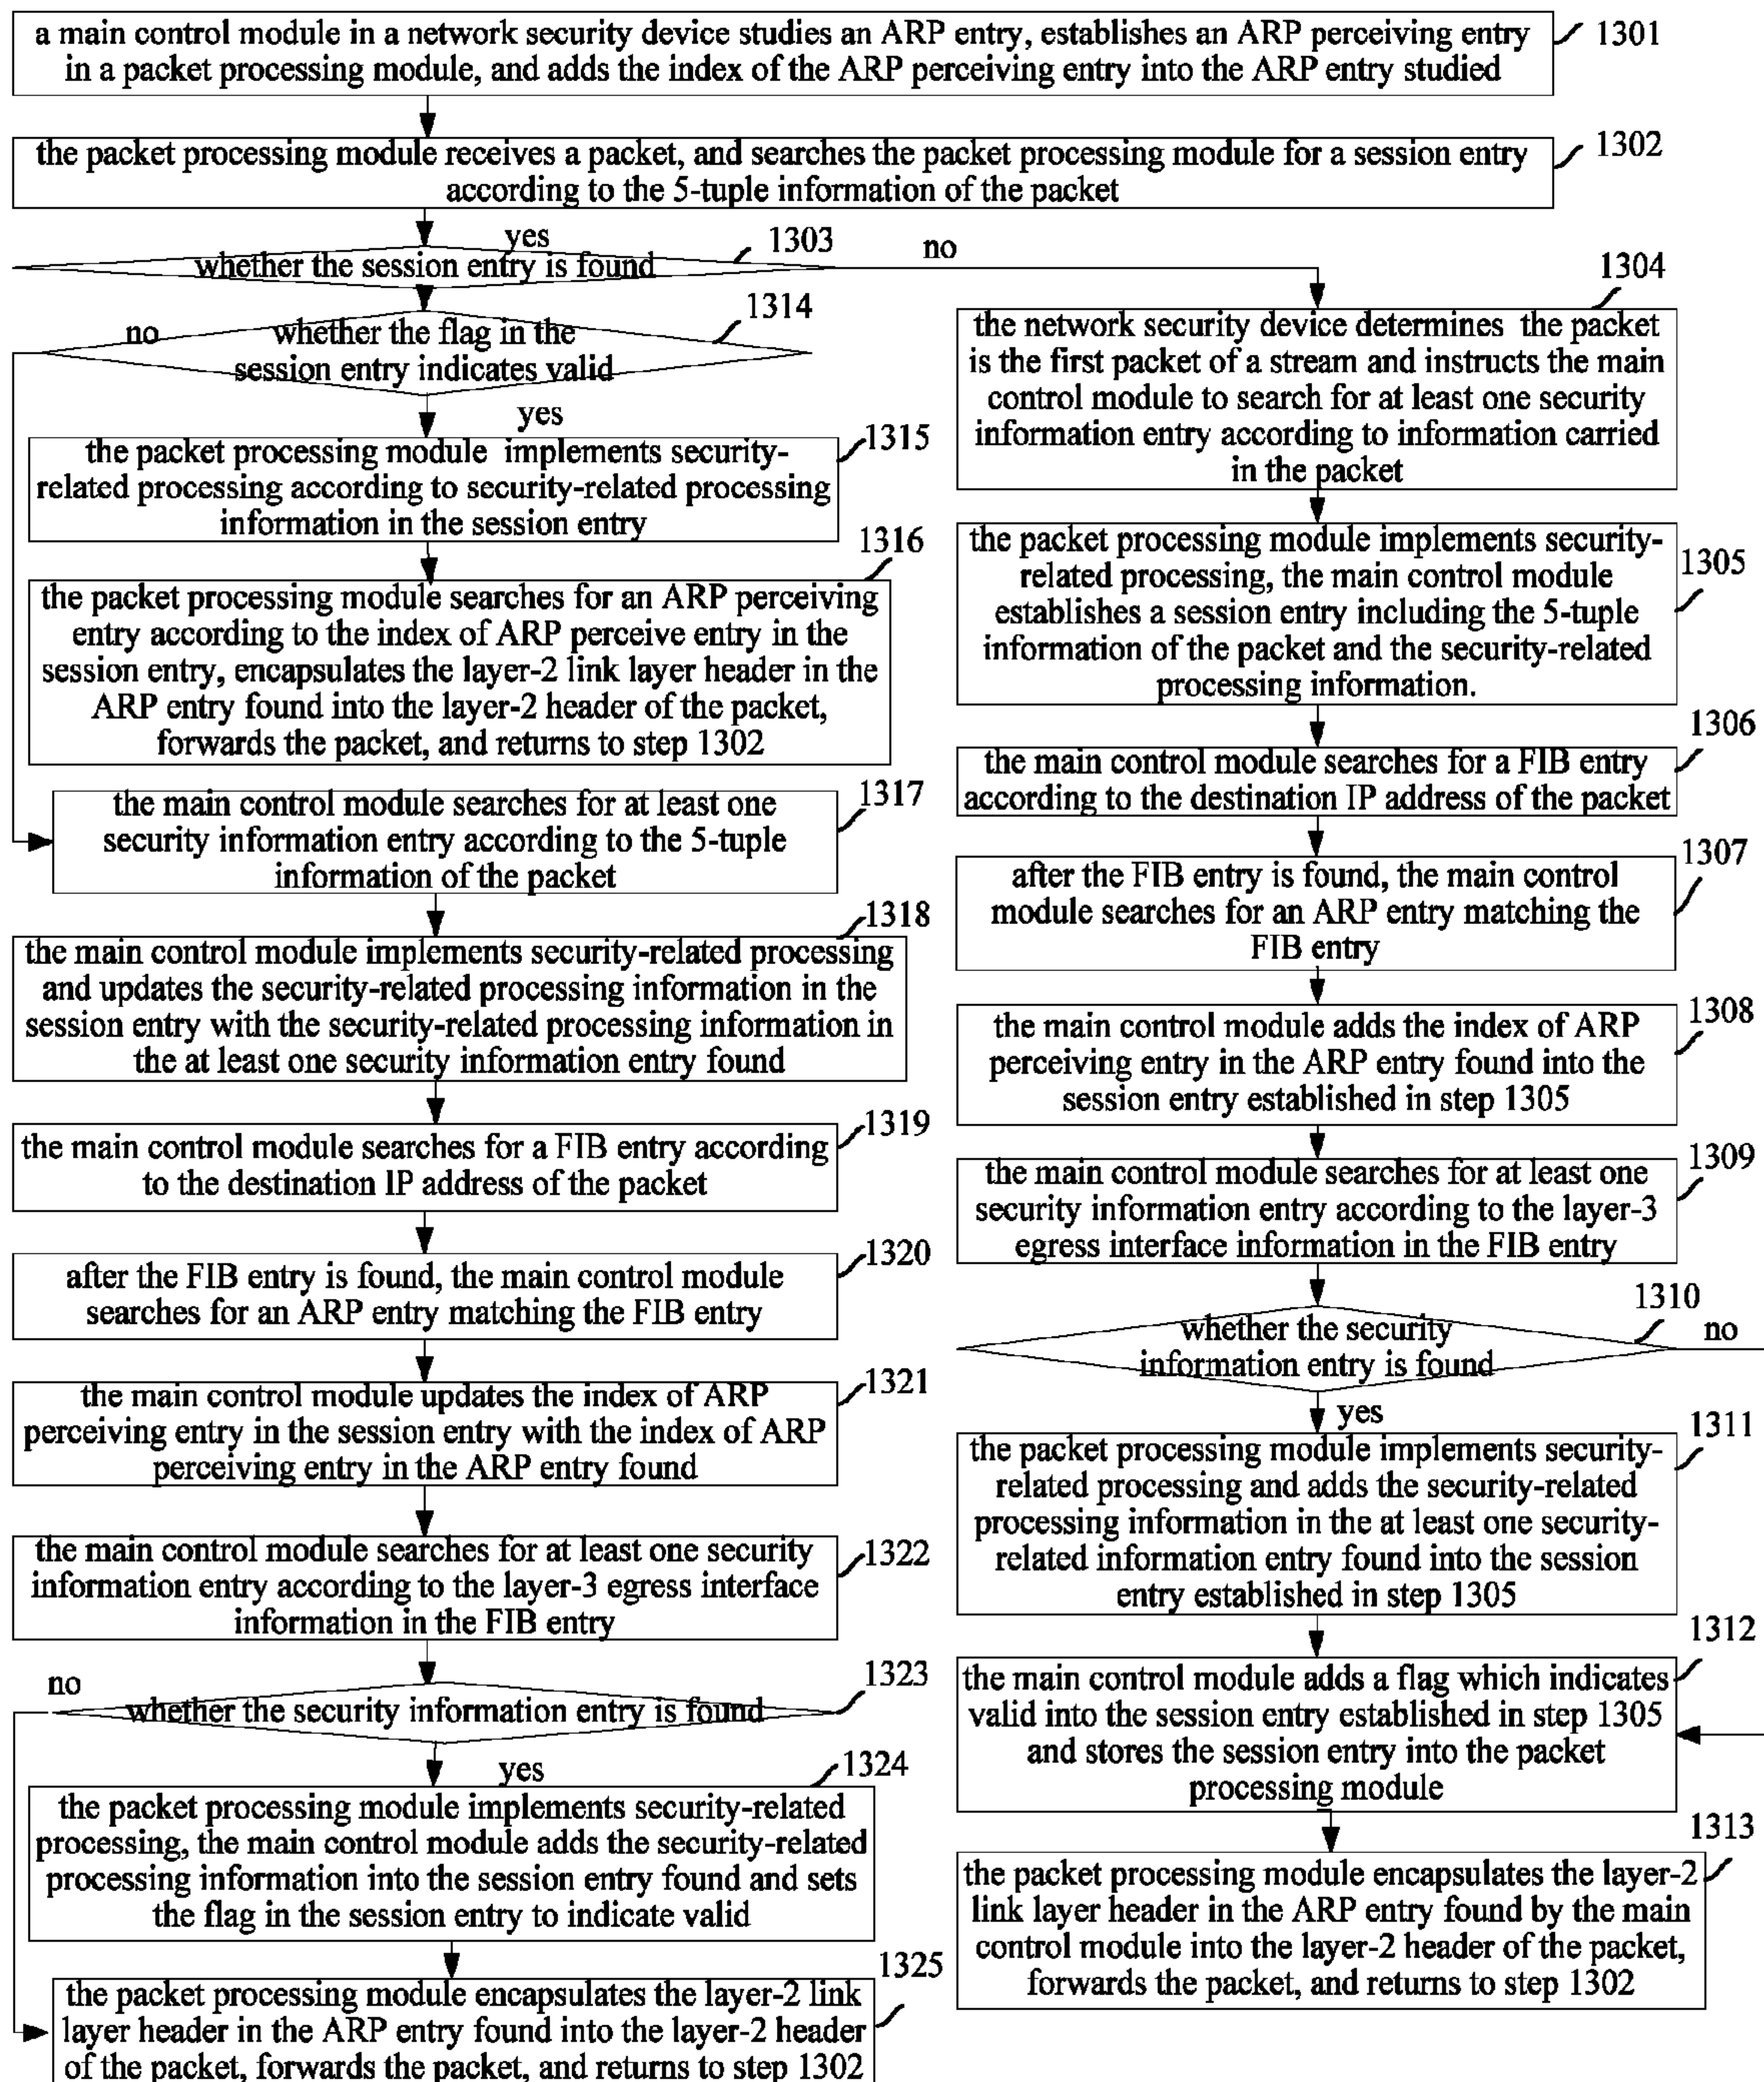 a main control module in a network security device studies an ARP entry, establishes an ARP perceiving entry
in a packet processing module, and adds the index of the ARP perceiving entry into the ARP entry studied
1301
the packet processing module receives a packet, and searches the packet processing module for a session entry
according to the 5-tuple information of the packet
1302
yes
1303
whether the session entry is found
no
1314
no
whether the flag in the
session entry indicates valid
yes
1315
the packet processing module implements security-
related processing according to security-related processing
information in the session entry
1316
the packet processing module searches for an ARP perceiving
entry according to the index of ARP perceive entry in the
session entry, encapsulates the layer-2 link layer header in the
ARP entry found into the layer-2 header of the packet,
forwards the packet, and returns to step 1302
1317
the main control module searches for at least one
security information entry according to the 5-tuple
information of the packet
1318
the main control module implements security-related processing
and updates the security-related processing information in the
session entry with the security-related processing information in
the at least one security information entry found
1319
the main control module searches for a FIB entry according
to the destination IP address of the packet
1320
after the FIB entry is found, the main control module
searches for an ARP entry matching the FIB entry
1321
the main control module updates the index of ARP
perceiving entry in the session entry with the index of ARP
perceiving entry in the ARP entry found
1322
the main control module searches for at least one security
information entry according to the layer-3 egress interface
information in the FIB entry
no
1323
whether the security information entry is found
yes
1324
the packet processing module implements security-related
processing, the main control module adds the security-related
processing information into the session entry found and sets
the flag in the session entry to indicate valid
1325
the packet processing module encapsulates the layer-2 link
layer header in the ARP entry found into the layer-2 header
of the packet, forwards the packet, and returns to step 1302
1304
the network security device determines the packet
is the first packet of a stream and instructs the main
control module to search for at least one security
information entry according to information carried
in the packet
1305
the packet processing module implements security-
related processing, the main control module
establishes a session entry including the 5-tuple
information of the packet and the security-related
processing information.
1306
the main control module searches for a FIB entry
according to the destination IP address of the packet
1307
after the FIB entry is found, the main control
module searches for an ARP entry matching the
FIB entry
1308
the main control module adds the index of ARP
perceiving entry in the ARP entry found into the
session entry established in step 1305
1309
the main control module searches for at least one
security information entry according to the layer-3
egress interface information in the FIB entry
1310
whether the security
information entry is found
no
yes
1311
the packet processing module implements security-
related processing and adds the security-related
processing information in the at least one security-
related information entry found into the session
entry established in step 1305
1312
the main control module adds a flag which indicates
valid into the session entry established in step 1305
and stores the session entry into the packet
processing module
1313
the packet processing module encapsulates the layer-2
link layer header in the ARP entry found by the main
control module into the layer-2 header of the packet,
forwards the packet, and returns to step 1302